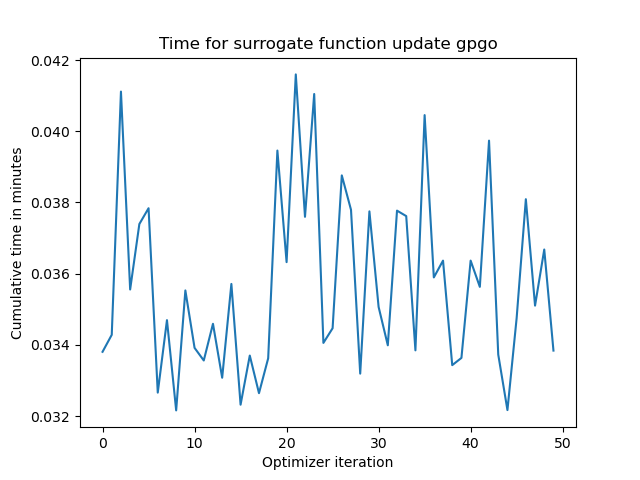 Time for surrogate function update gpgo
Cumulative time in minutes
0.042
0.040
0.038
0.036
0.034
0.032
0 10 20 30 40 50
Optimizer iteration